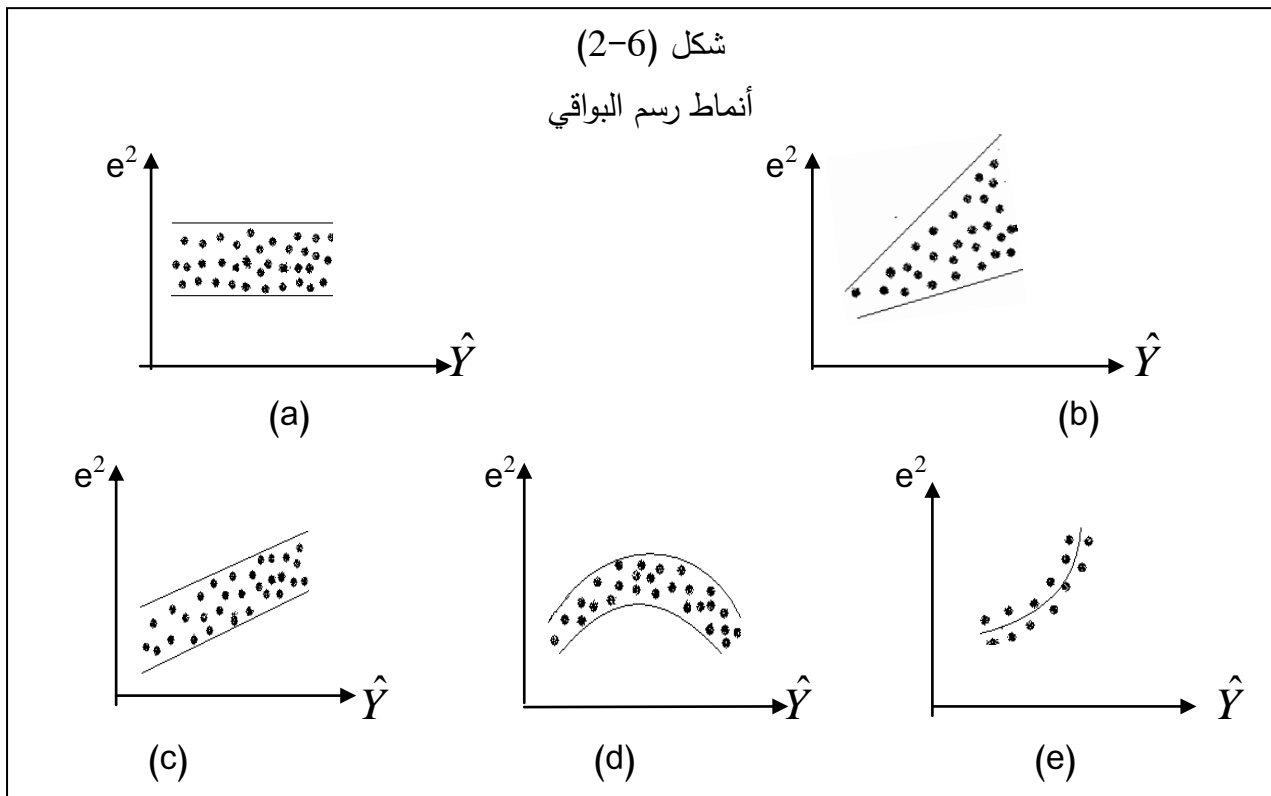 شكل (6-2)
أنماط رسم البواقي
e²
Ŷ
(a)
e²
Ŷ
(b)
e²
Ŷ
(c)
e²
Ŷ
(d)
e²
Ŷ
(e)